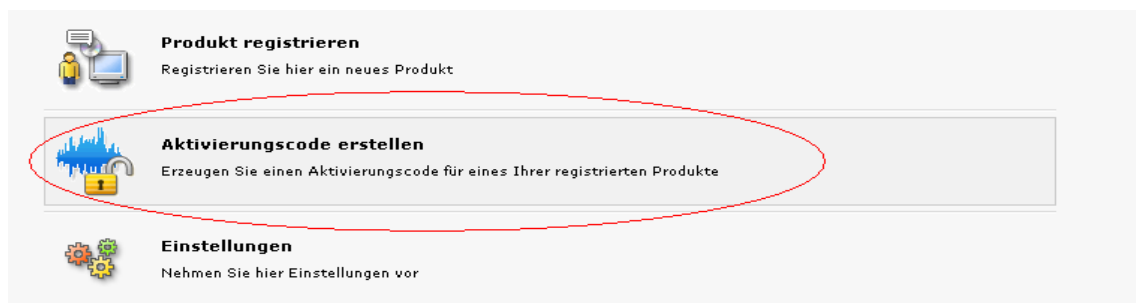 Produkt registrieren
Registrieren Sie hier ein neues Produkt
Aktivierungscode erstellen
Erzeugen Sie einen Aktivierungscode für eines Ihrer registrierten Produkte
Einstellungen
Nehmen Sie hier Einstellungen vor